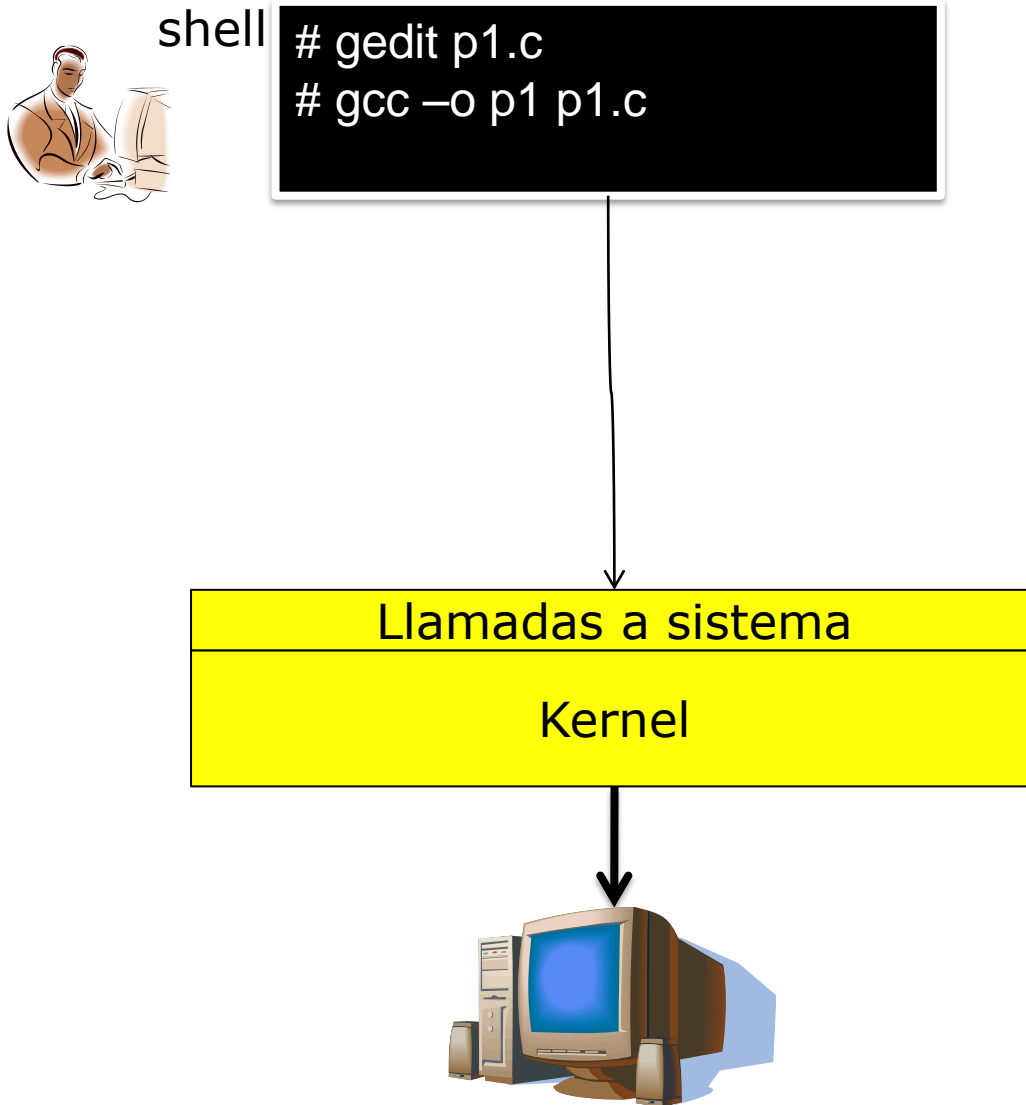 shell
# gedit p1.c
# gcc –o p1 p1.c
Llamadas a sistema
Kernel